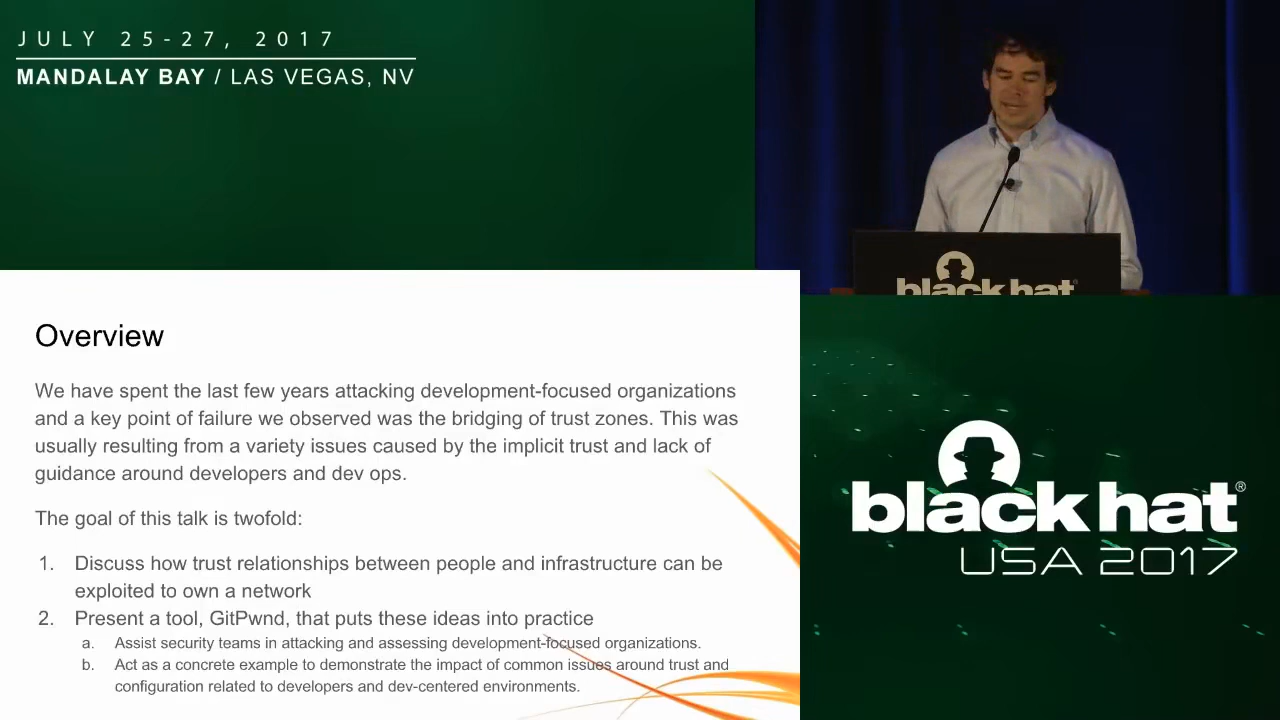 JULY 25-27, 2017
MANDALAY BAY / LAS VEGAS, NV
black hat
Overview
We have spent the last few years attacking development-focused organizations
and a key point of failure we observed was the bridging of trust zones. This was
usually resulting from a variety issues caused by the implicit trust and lack of
guidance around developers and dev ops.
The goal of this talk is twofold:
1. Discuss how trust relationships between people and infrastructure can be
exploited to own a network
2. Present a tool, GitPwnd, that puts these ideas into practice
a. Assist security teams in attacking and assessing development-focused organizations.
b. Act as a concrete example to demonstrate the impact of common issues around trust and
configuration related to developers and dev-centered environments.
black hat®
USA 2017